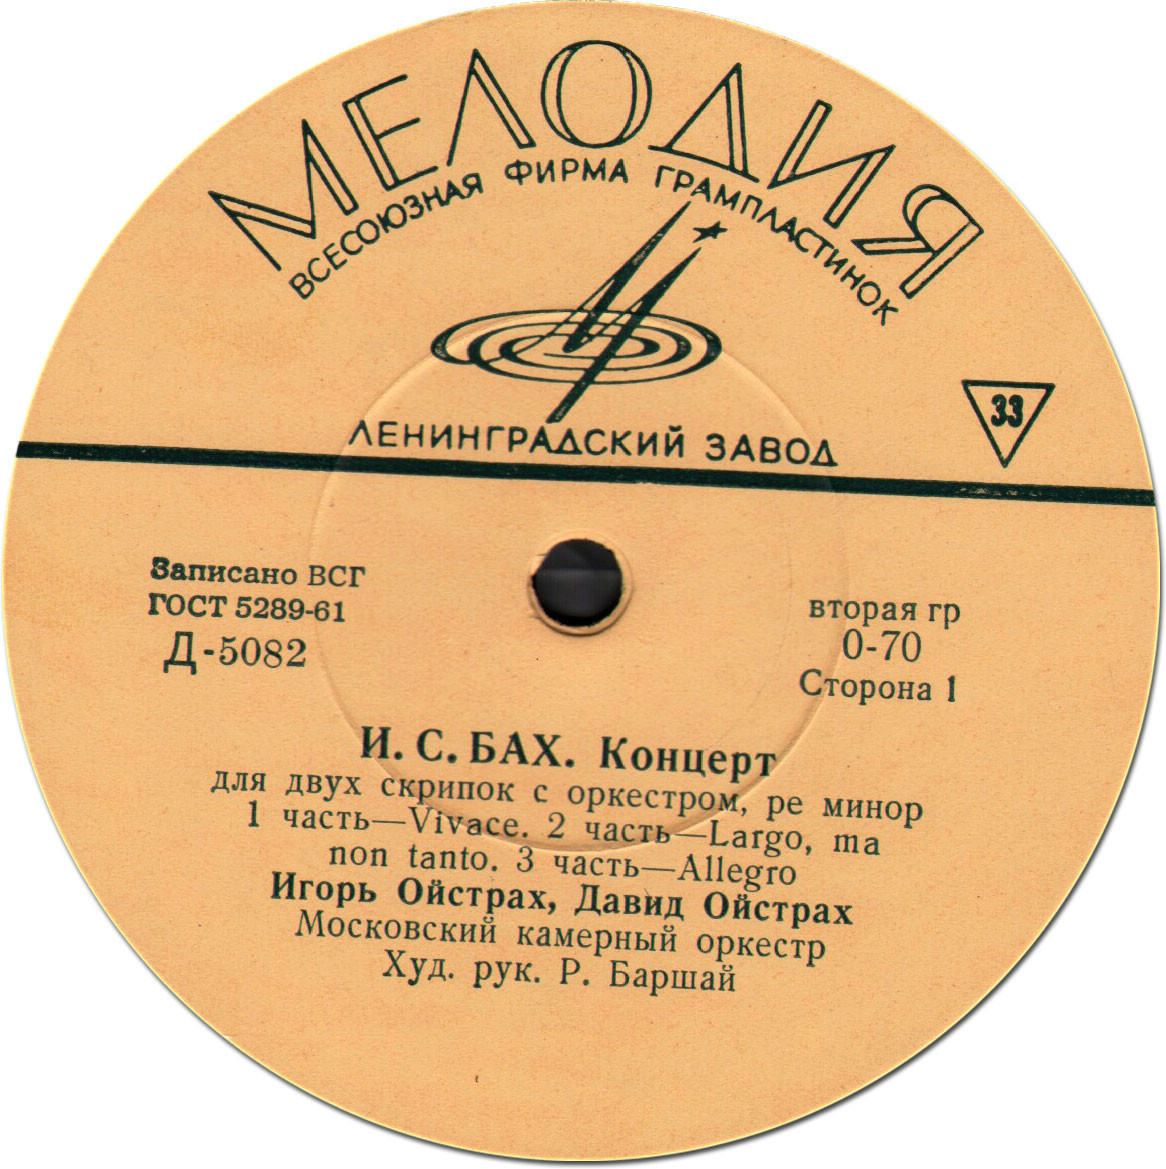 МЕЛОДИЯ
ВСЕСОЮЗНАЯ ФИРМА ГРАМПЛАСТИНОК
33
ЛЕНИНГРАДСКИЙ ЗАВОД
Записано ВСГ
ГОСТ 5289-61
Д-5082
вторая гр
0-70
Сторона 1
И. С. БАХ. Концерт
для двух скрипок с оркестром, ре минор
1 часть—Vivace. 2 часть—Largo, ma
non tanto. 3 часть—Allegro
Игорь Ойстрах, Давид Ойстрах
Московский камерный оркестр
Худ. рук. Р. Баршай